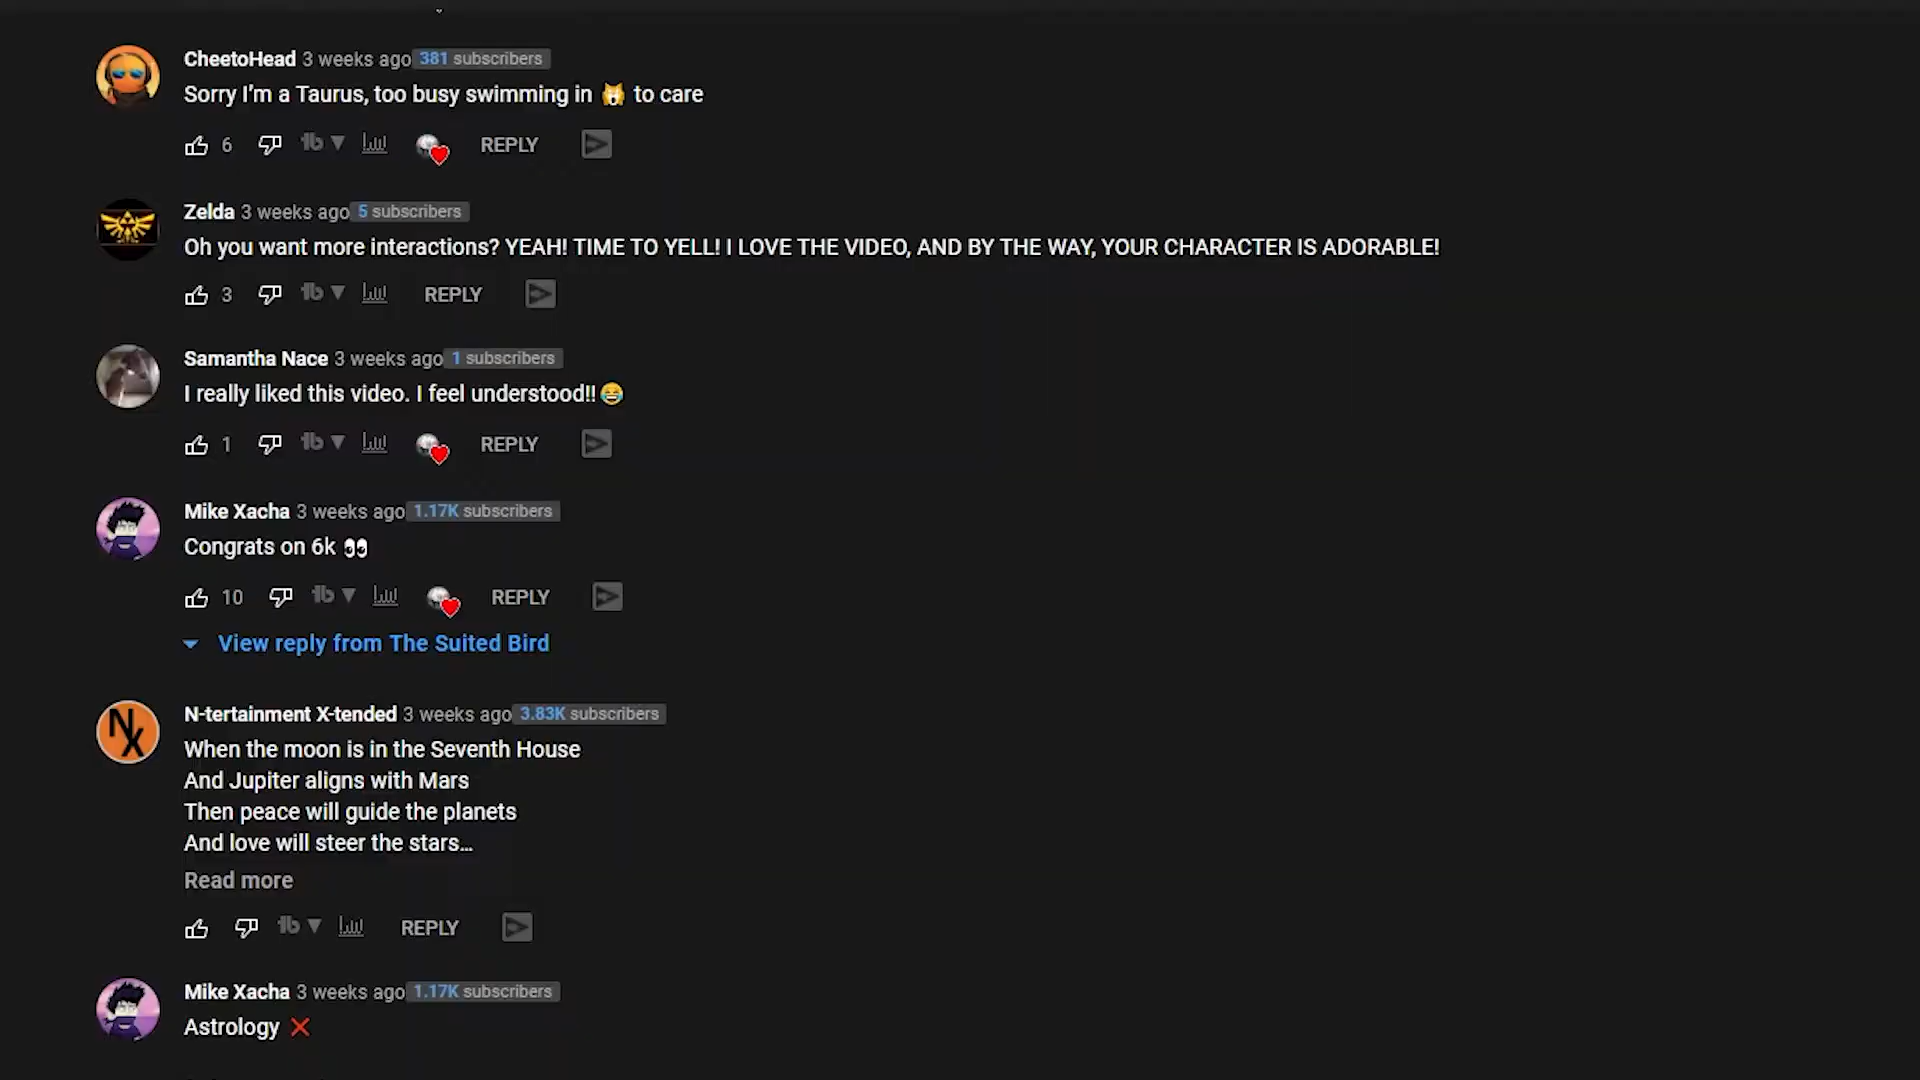 CheetoHead 3 weeks ago 381 subscribers
Sorry I'm a Taurus, too busy swimming in 🙀 to care
6 1b REPLY
Zelda 3 weeks ago 5 subscribers
Oh you want more interactions? YEAH! TIME TO YELL! I LOVE THE VIDEO, AND BY THE WAY, YOUR CHARACTER IS ADORABLE!
3 1b REPLY
Samantha Nace 3 weeks ago 1 subscribers
I really liked this video. I feel understood!! 😂
1 1b REPLY
Mike Xacha 3 weeks ago 1.17K subscribers
Congrats on 6k 👀
10 1b REPLY
View reply from The Suited Bird
NX
N-tertainment X-tended 3 weeks ago 3.83K subscribers
When the moon is in the Seventh House
And Jupiter aligns with Mars
Then peace will guide the planets
And love will steer the stars...
Read more
1b REPLY
Mike Xacha 3 weeks ago 1.17K subscribers
Astrology ❌